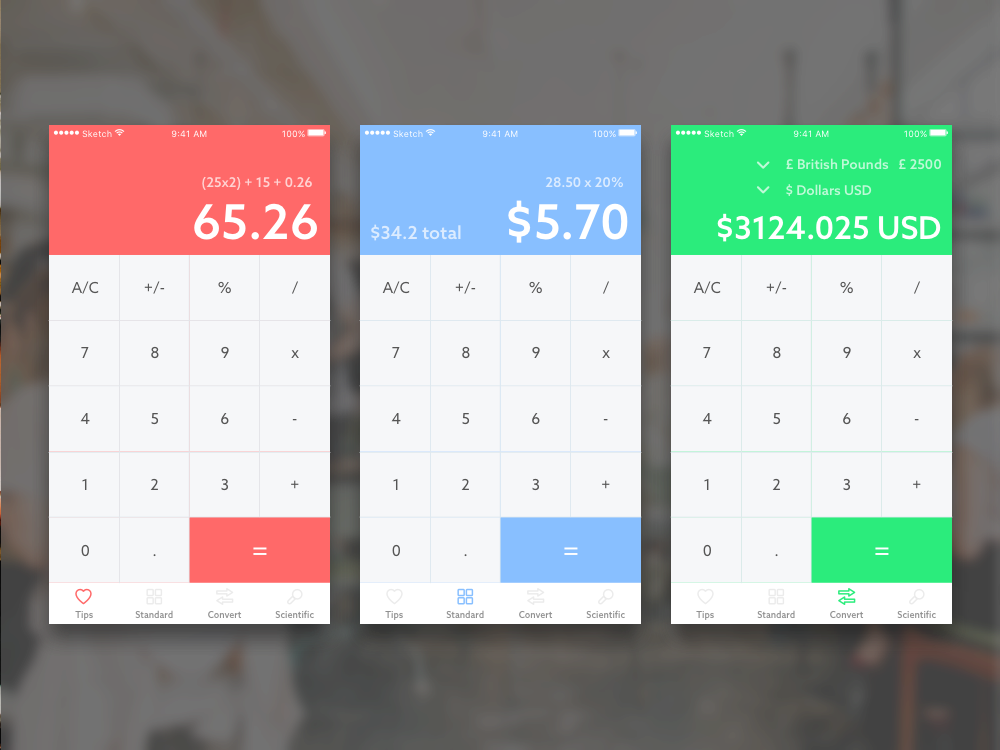 Sketch 9:41 AM 100%
(25x2) + 15 + 0.26
65.26
A/C +/- % /
7 8 9 x
4 5 6 -
1 2 3 +
0 . =
Tips Standard Convert Scientific
Sketch 9:41 AM 100%
28.50 x 20%
$34.2 total $5.70
A/C +/- % /
7 8 9 x
4 5 6 -
1 2 3 +
0 . =
Tips Standard Convert Scientific
Sketch 9:41 AM 100%
£ British Pounds £ 2500
$ Dollars USD
$3124.025 USD
A/C +/- % /
7 8 9 x
4 5 6 -
1 2 3 +
0 . =
Tips Standard Convert Scientific